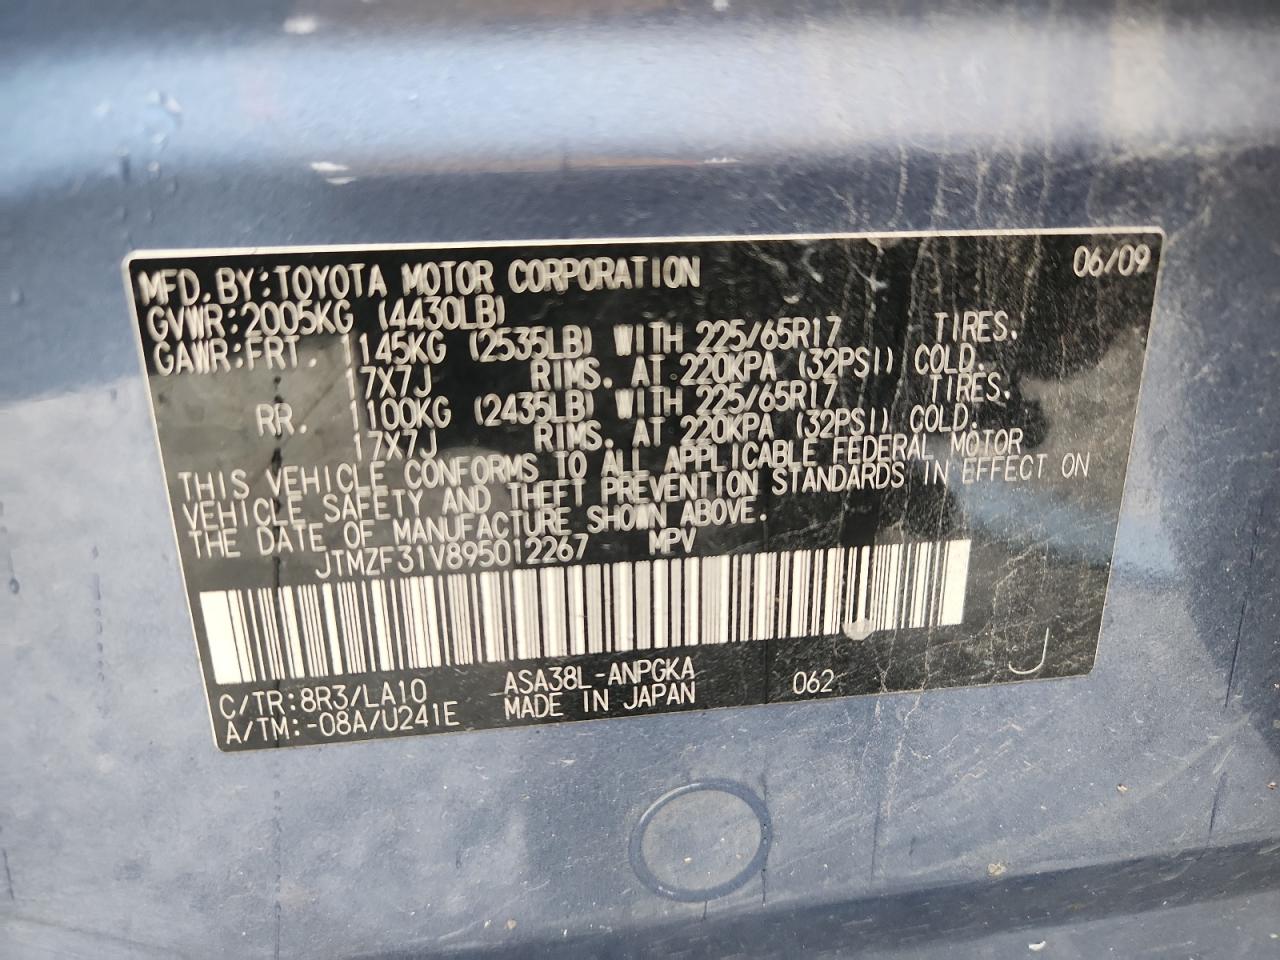 06/09
MFD. BY: TOYOTA MOTOR CORPORATION
GVWR: 2005KG (4430LB)
GAWR: FRT. 1145KG (2535LB) WITH 225/65R17 TIRES.
17X7J RIMS. AT 220KPA (32PSI) COLD.
RR. 1100KG (2435LB) WITH 225/65R17 TIRES.
17X7J RIMS. AT 220KPA (32PSI) COLD.
THIS VEHICLE CONFORMS TO ALL APPLICABLE FEDERAL MOTOR
VEHICLE SAFETY AND THEFT PREVENTION STANDARDS IN EFFECT ON
THE DATE OF MANUFACTURE SHOWN ABOVE.
JTMZF31V895012267 MPV
C/TR: 8R3/LA10 ASA38L-ANPGKA 062 J
A/TM: -08A/U241E MADE IN JAPAN